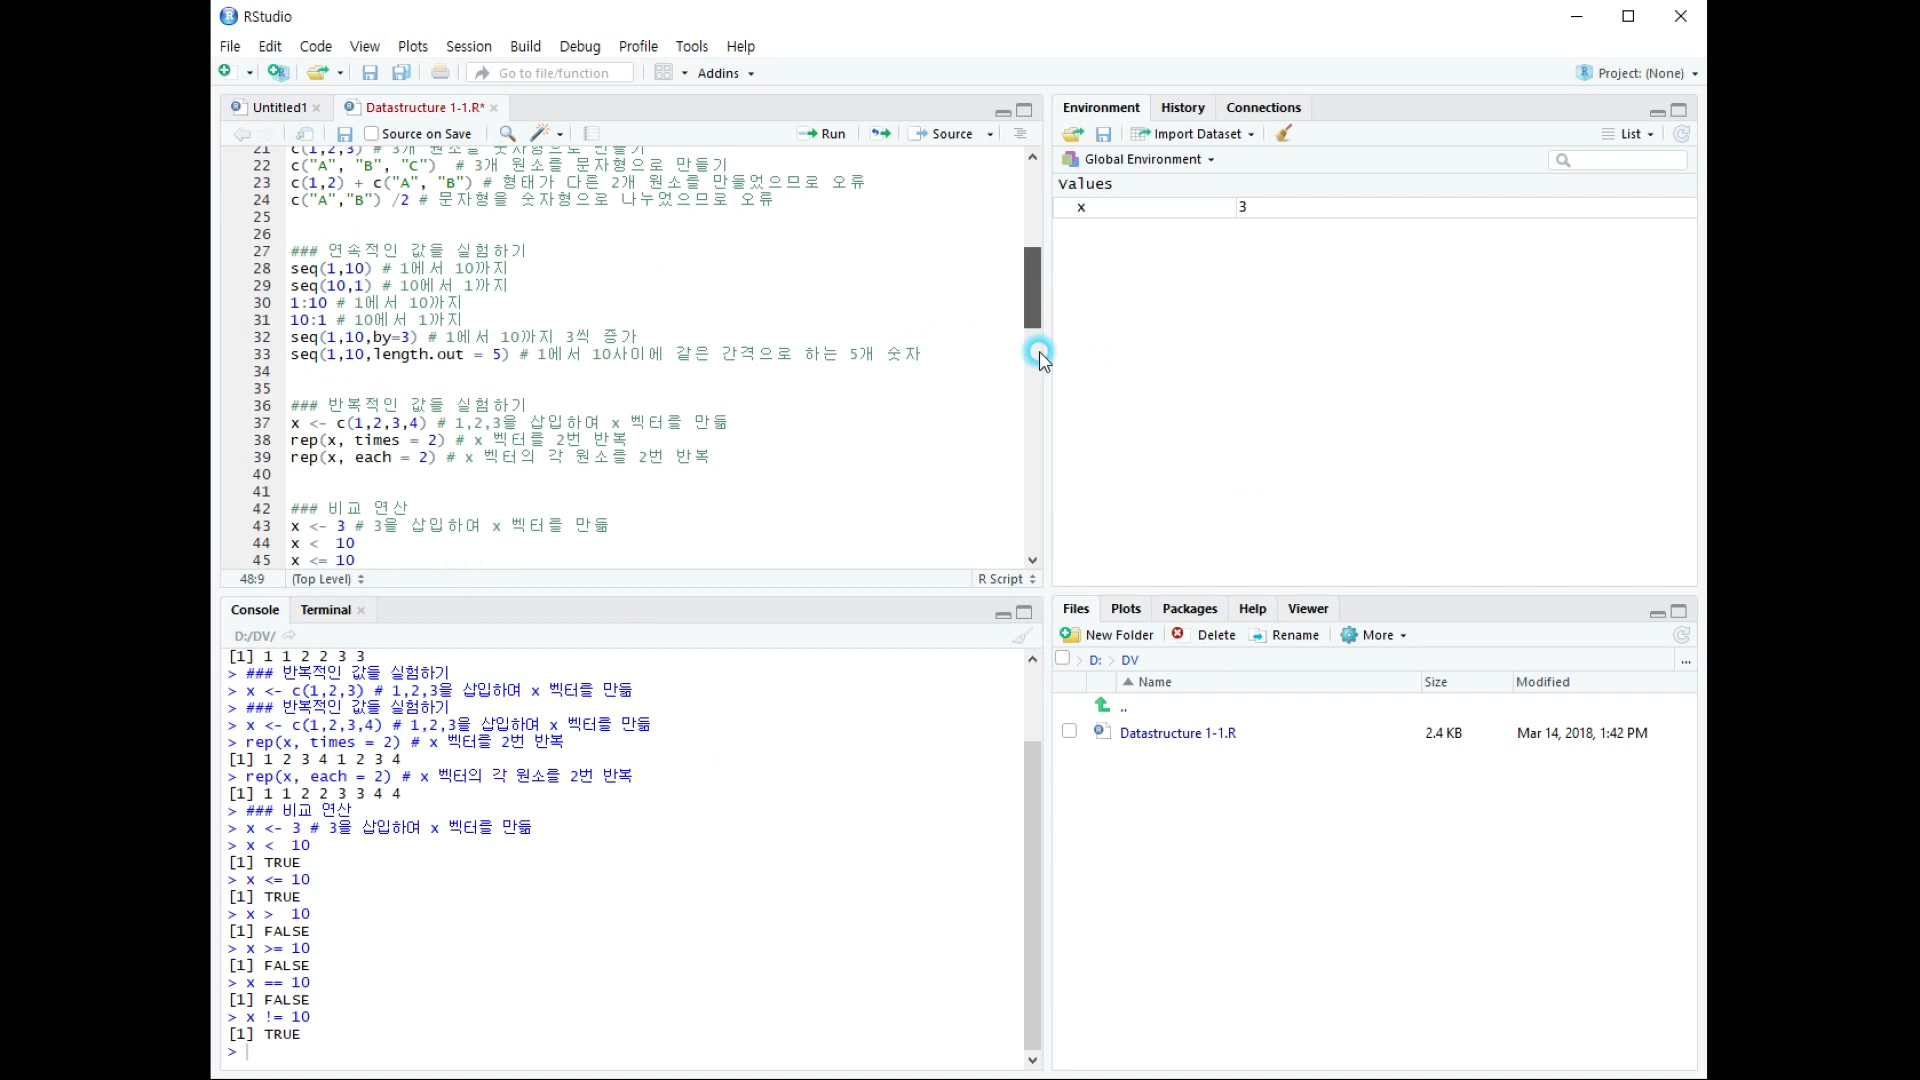 RStudio
File Edit Code View Plots Session Build Debug Profile Tools Help
Go to file/function Addins Project: (None)
Untitled1 Datastructure 1-1.R*
Source on Save Run Source
21 c(1,2,3) # 3개 원소를 숫자형으로 만들기
22 c("A", "B", "C") # 3개 원소를 문자형으로 만들기
23 c(1,2) + c("A", "B") # 형태가 다른 2개 원소를 만들었으므로 오류
24 c("A","B") /2 # 문자형을 숫자형으로 나누었으므로 오류
25
26
27 ### 연속적인 값들 실험하기
28 seq(1,10) # 1에서 10까지
29 seq(10,1) # 10에서 1까지
30 1:10 # 1에서 10까지
31 10:1 # 10에서 1까지
32 seq(1,10,by=3) # 1에서 10까지 3씩 증가
33 seq(1,10,length.out = 5) # 1에서 10사이에 같은 간격으로 하는 5개 숫자
34
35
36 ### 반복적인 값들 실험하기
37 x <- c(1,2,3,4) # 1,2,3을 삽입하여 x 벡터를 만듦
38 rep(x, times = 2) # x 벡터를 2번 반복
39 rep(x, each = 2) # x 벡터의 각 원소를 2번 반복
40
41
42 ### 비교 연산
43 x <- 3 # 3을 삽입하여 x 벡터를 만듦
44 x <  10
45 x <= 10
48:9 (Top Level) R Script
Console Terminal
D:/DV/
[1] 1 1 2 2 3 3
> ### 반복적인 값들 실험하기
> x <- c(1,2,3) # 1,2,3을 삽입하여 x 벡터를 만듦
> ### 반복적인 값들 실험하기
> x <- c(1,2,3,4) # 1,2,3을 삽입하여 x 벡터를 만듦
> rep(x, times = 2) # x 벡터를 2번 반복
[1] 1 2 3 4 1 2 3 4
> rep(x, each = 2) # x 벡터의 각 원소를 2번 반복
[1] 1 1 2 2 3 3 4 4
> ### 비교 연산
> x <- 3 # 3을 삽입하여 x 벡터를 만듦
> x <  10
[1] TRUE
> x <= 10
[1] TRUE
> x >  10
[1] FALSE
> x >= 10
[1] FALSE
> x == 10
[1] FALSE
> x != 10
[1] TRUE
>
Environment History Connections
Import Dataset List
Global Environment
values
x 3
Files Plots Packages Help Viewer
New Folder Delete Rename More
D: DV ...
Name Size Modified
..
Datastructure 1-1.R 2.4 KB Mar 14, 2018, 1:42 PM